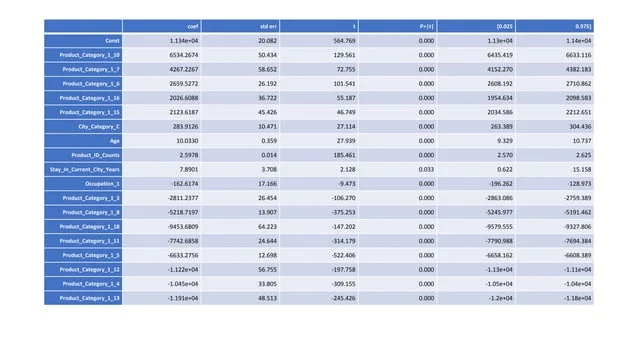 coef std err t P>|t| [0.025 0.975]
Const 1.134e+04 20.082 564.769 0.000 1.13e+04 1.14e+04
Product_Category_1_10 6534.2674 50.434 129.561 0.000 6435.419 6633.116
Product_Category_1_7 4267.2267 58.652 72.755 0.000 4152.270 4382.183
Product_Category_1_6 2659.5272 26.192 101.541 0.000 2608.192 2710.862
Product_Category_1_16 2026.6088 36.722 55.187 0.000 1954.634 2098.583
Product_Category_1_15 2123.6187 45.426 46.749 0.000 2034.586 2212.651
City_Category_C 283.9126 10.471 27.114 0.000 263.389 304.436
Age 10.0330 0.359 27.939 0.000 9.329 10.737
Product_ID_Counts 2.5978 0.014 185.461 0.000 2.570 2.625
Stay_In_Current_City_Years 7.8901 3.708 2.128 0.033 0.622 15.158
Occupation_1 -162.6174 17.166 -9.473 0.000 -196.262 -128.973
Product_Category_1_3 -2811.2377 26.454 -106.270 0.000 -2863.086 -2759.389
Product_Category_1_8 -5218.7197 13.907 -375.253 0.000 -5245.977 -5191.462
Product_Category_1_18 -9453.6809 64.223 -147.202 0.000 -9579.555 -9327.806
Product_Category_1_11 -7742.6858 24.644 -314.179 0.000 -7790.988 -7694.384
Product_Category_1_5 -6633.2756 12.698 -522.406 0.000 -6658.162 -6608.389
Product_Category_1_12 -1.122e+04 56.755 -197.758 0.000 -1.13e+04 -1.11e+04
Product_Category_1_4 -1.045e+04 33.805 -309.155 0.000 -1.05e+04 -1.04e+04
Product_Category_1_13 -1.191e+04 48.513 -245.426 0.000 -1.2e+04 -1.18e+04